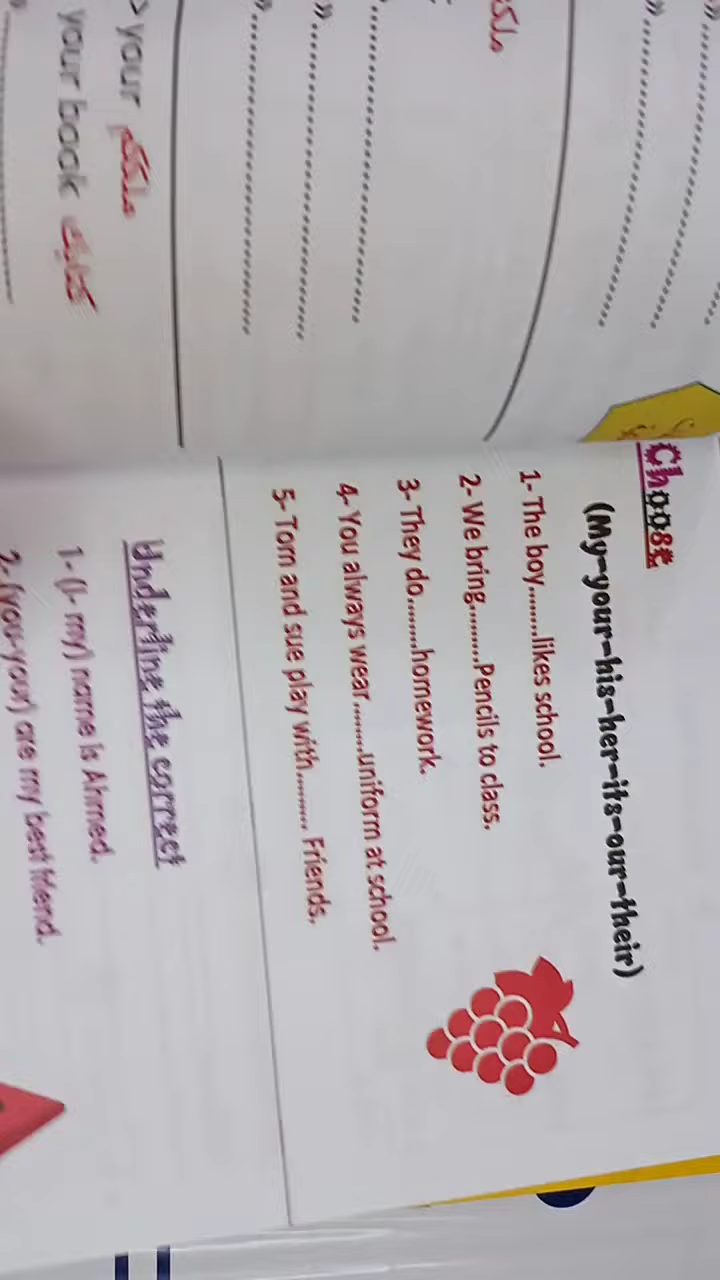 > your ملككم
your book كتابك
Choose
(My-your-his-her-its-our-their)
1- The boy.........likes school.
2- We bring.........Pencils to class.
3- They do.........homework.
4- You always wear.........uniform at school.
5- Tom and sue play with......... Friends.
Underline the correct
1- (I- my) name is Ahmed.
2- (you-your) are my best friend.